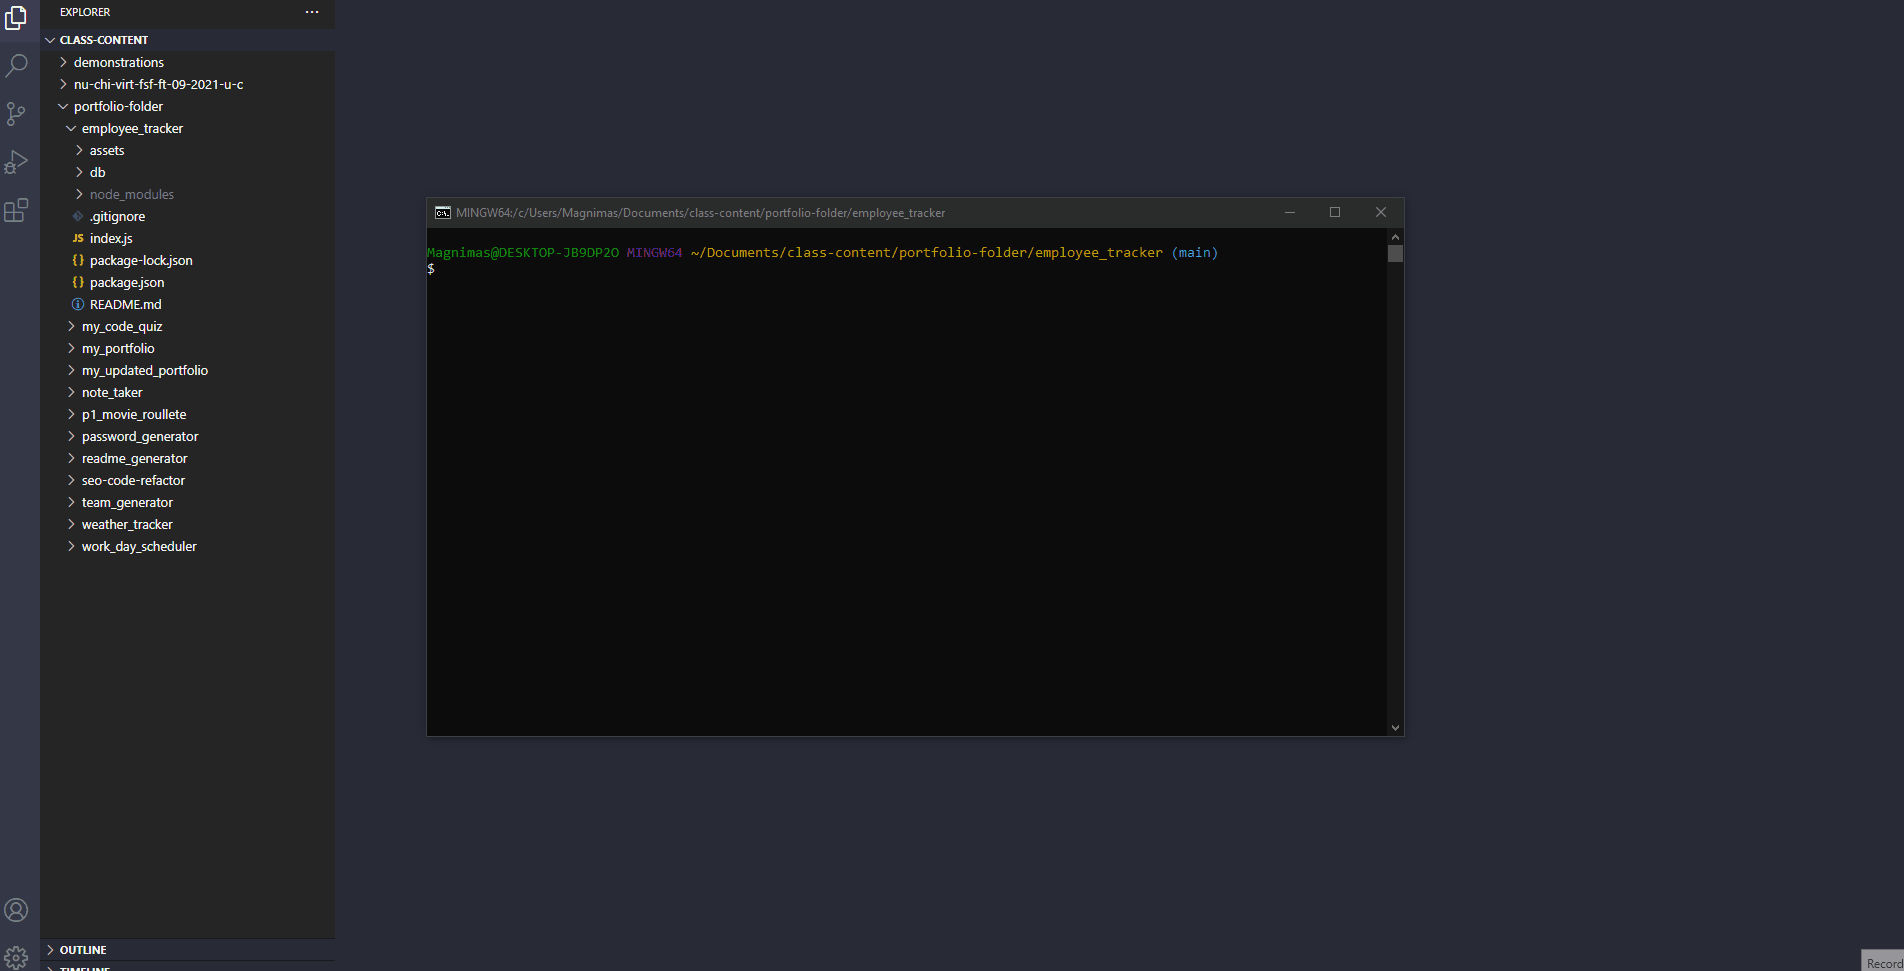 EXPLORER
CLASS-CONTENT
demonstrations
nu-chi-virt-fsf-ft-09-2021-u-c
portfolio-folder
employee_tracker
assets
db
node_modules
.gitignore
JS index.js
{} package-lock.json
{} package.json
README.md
my_code_quiz
my_portfolio
my_updated_portfolio
note_taker
p1_movie_roullete
password_generator
readme_generator
seo-code-refactor
team_generator
weather_tracker
work_day_scheduler
OUTLINE
TIMELINE
MINGW64:/c/Users/Magnimas/Documents/class-content/portfolio-folder/employee_tracker
Magnimas@DESKTOP-JB9DP2O MINGW64 ~/Documents/class-content/portfolio-folder/employee_tracker (main)
$
Record